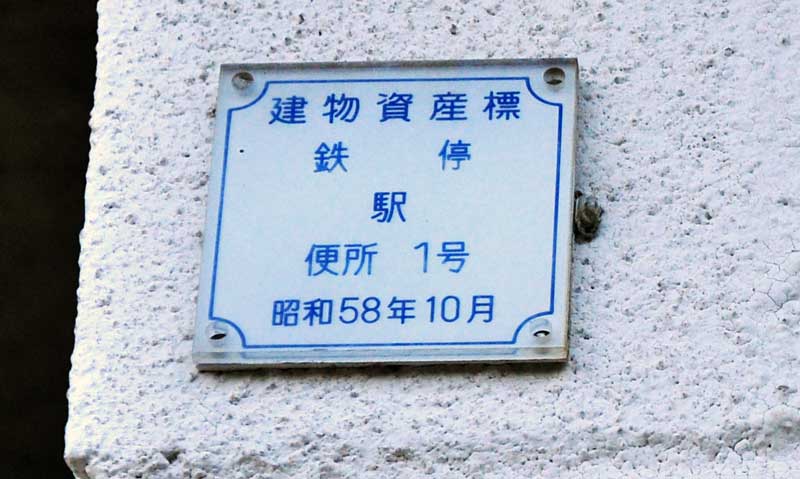 建物資産標
鉄 停
駅
便所 1号
昭和58年10月